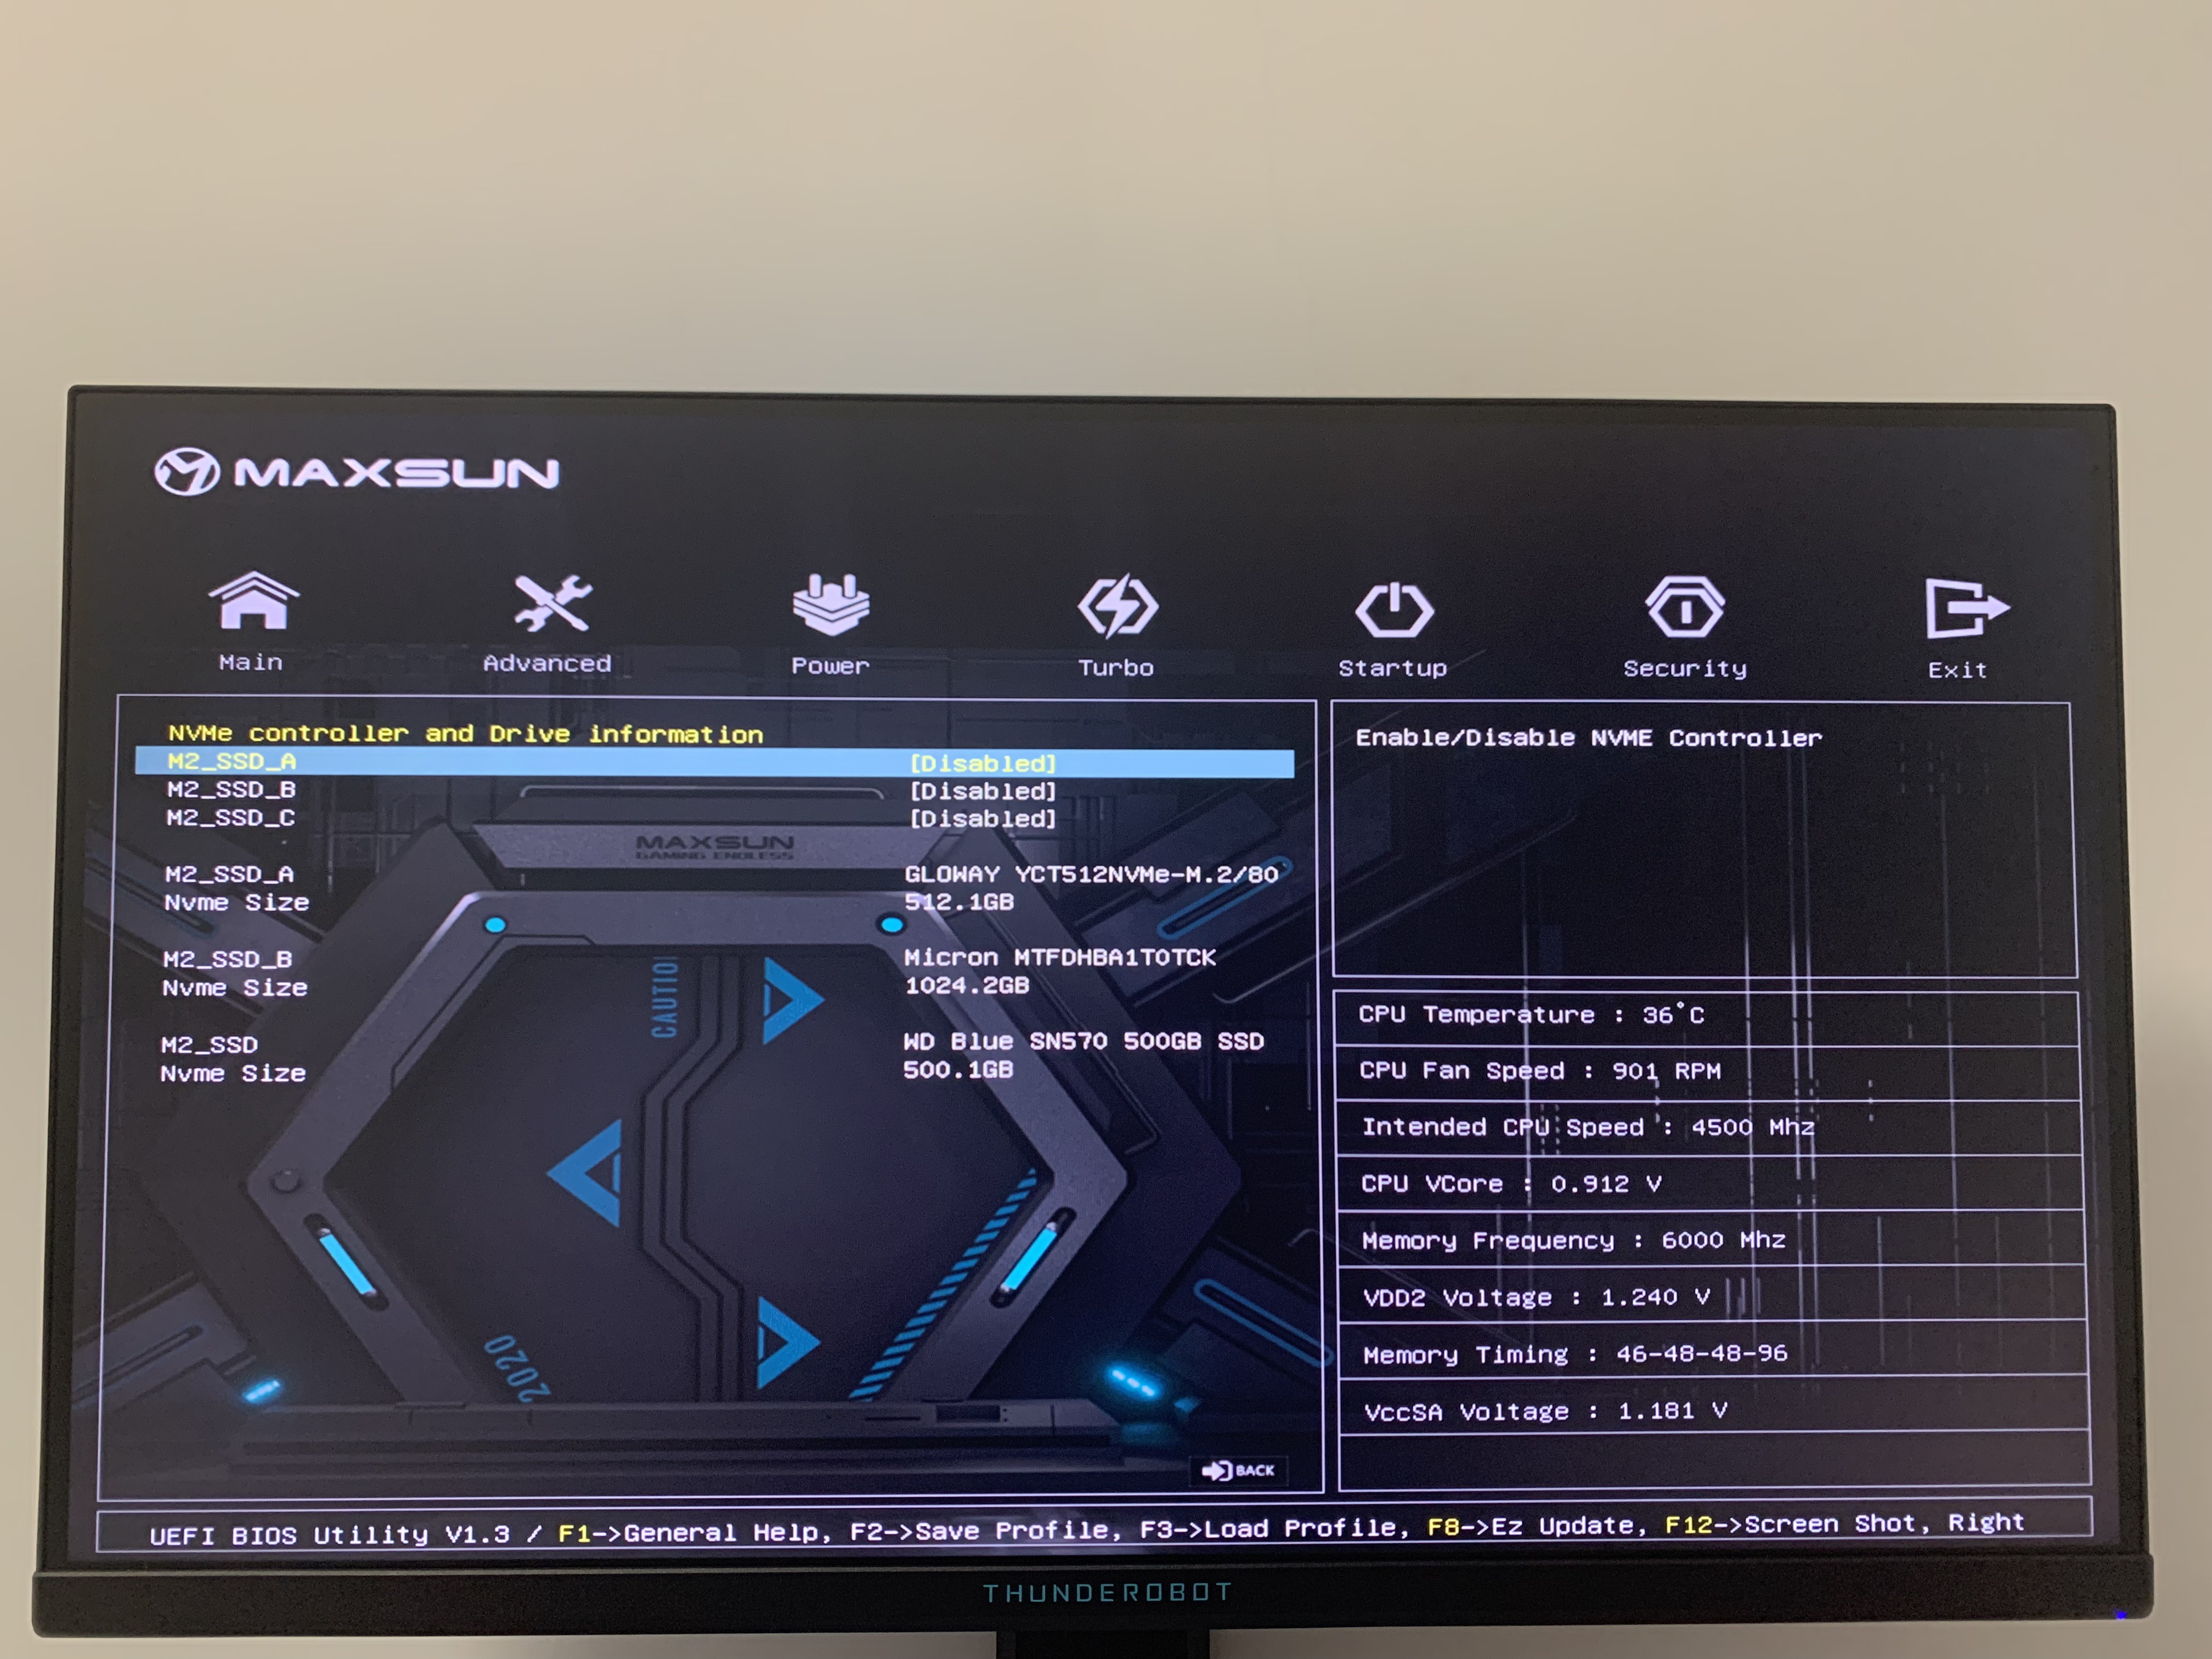 MAXSUN
Main
Advanced
Power
Turbo
Startup
Security
Exit
NVMe controller and Drive information
M2_SSD_A [Disabled]
M2_SSD_B [Disabled]
M2_SSD_C [Disabled]
M2_SSD_A GLOWAY YCT512NVMe-M.2/80
Nvme Size 512.1GB
M2_SSD_B Micron MTFDHBA1T0TCK
Nvme Size 1024.2GB
M2_SSD WD Blue SN570 500GB SSD
Nvme Size 500.1GB
MAXSUN
GAMING ENDLESS
CAUTIO
2020
BACK
Enable/Disable NVME Controller
CPU Temperature : 36°C
CPU Fan Speed : 901 RPM
Intended CPU Speed : 4500 Mhz
CPU VCore : 0.912 V
Memory Frequency : 6000 Mhz
VDD2 Voltage : 1.240 V
Memory Timing : 46-48-48-96
VccSA Voltage : 1.181 V
UEFI BIOS Utility V1.3 / F1->General Help, F2->Save Profile, F3->Load Profile, F8->Ez Update, F12->Screen Shot, Right
THUNDEROBOT